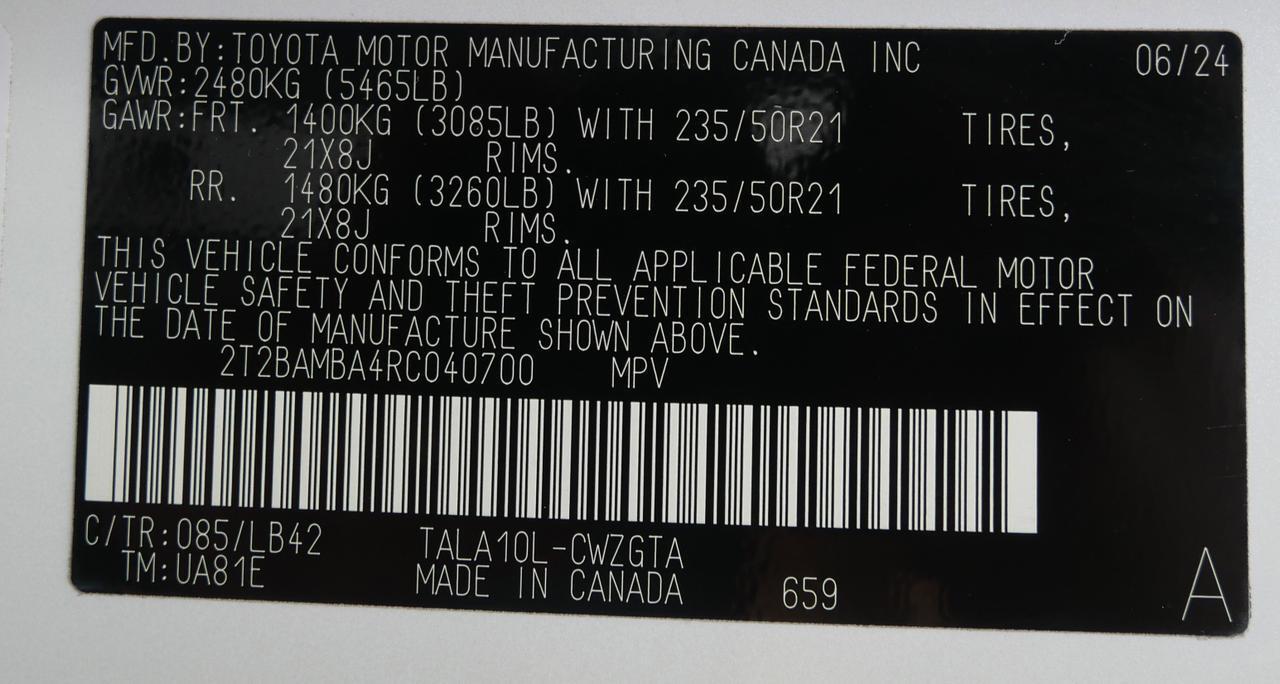 MFD.BY:TOYOTA MOTOR MANUFACTURING CANADA INC 06/24
GVWR:2480KG (5465LB)
GAWR:FRT. 1400KG (3085LB) WITH 235/50R21 TIRES,
21X8J RIMS.
RR. 1480KG (3260LB) WITH 235/50R21 TIRES,
21X8J RIMS.
THIS VEHICLE CONFORMS TO ALL APPLICABLE FEDERAL MOTOR
VEHICLE SAFETY AND THEFT PREVENTION STANDARDS IN EFFECT ON
THE DATE OF MANUFACTURE SHOWN ABOVE.
2T2BAMBA4RC040700 MPV
C/TR:085/LB42 TALA10L-CWZGTA
TM:UA81E MADE IN CANADA 659 A